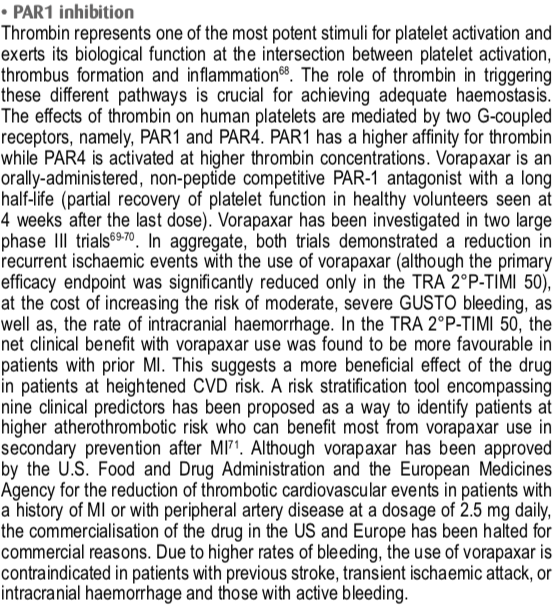 • PAR1 inhibition
Thrombin represents one of the most potent stimuli for platelet activation and
exerts its biological function at the intersection between platelet activation,
thrombus formation and inflammation⁶⁸. The role of thrombin in triggering
these different pathways is crucial for achieving adequate haemostasis.
The effects of thrombin on human platelets are mediated by two G-coupled
receptors, namely, PAR1 and PAR4. PAR1 has a higher affinity for thrombin
while PAR4 is activated at higher thrombin concentrations. Vorapaxar is an
orally-administered, non-peptide competitive PAR-1 antagonist with a long
half-life (partial recovery of platelet function in healthy volunteers seen at
4 weeks after the last dose). Vorapaxar has been investigated in two large
phase III trials⁶⁹⁻⁷⁰. In aggregate, both trials demonstrated a reduction in
recurrent ischaemic events with the use of vorapaxar (although the primary
efficacy endpoint was significantly reduced only in the TRA 2°P-TIMI 50),
at the cost of increasing the risk of moderate, severe GUSTO bleeding, as
well as, the rate of intracranial haemorrhage. In the TRA 2°P-TIMI 50, the
net clinical benefit with vorapaxar use was found to be more favourable in
patients with prior MI. This suggests a more beneficial effect of the drug
in patients at heightened CVD risk. A risk stratification tool encompassing
nine clinical predictors has been proposed as a way to identify patients at
higher atherothrombotic risk who can benefit most from vorapaxar use in
secondary prevention after MI⁷¹. Although vorapaxar has been approved
by the U.S. Food and Drug Administration and the European Medicines
Agency for the reduction of thrombotic cardiovascular events in patients with
a history of MI or with peripheral artery disease at a dosage of 2.5 mg daily,
the commercialisation of the drug in the US and Europe has been halted for
commercial reasons. Due to higher rates of bleeding, the use of vorapaxar is
contraindicated in patients with previous stroke, transient ischaemic attack, or
intracranial haemorrhage and those with active bleeding.